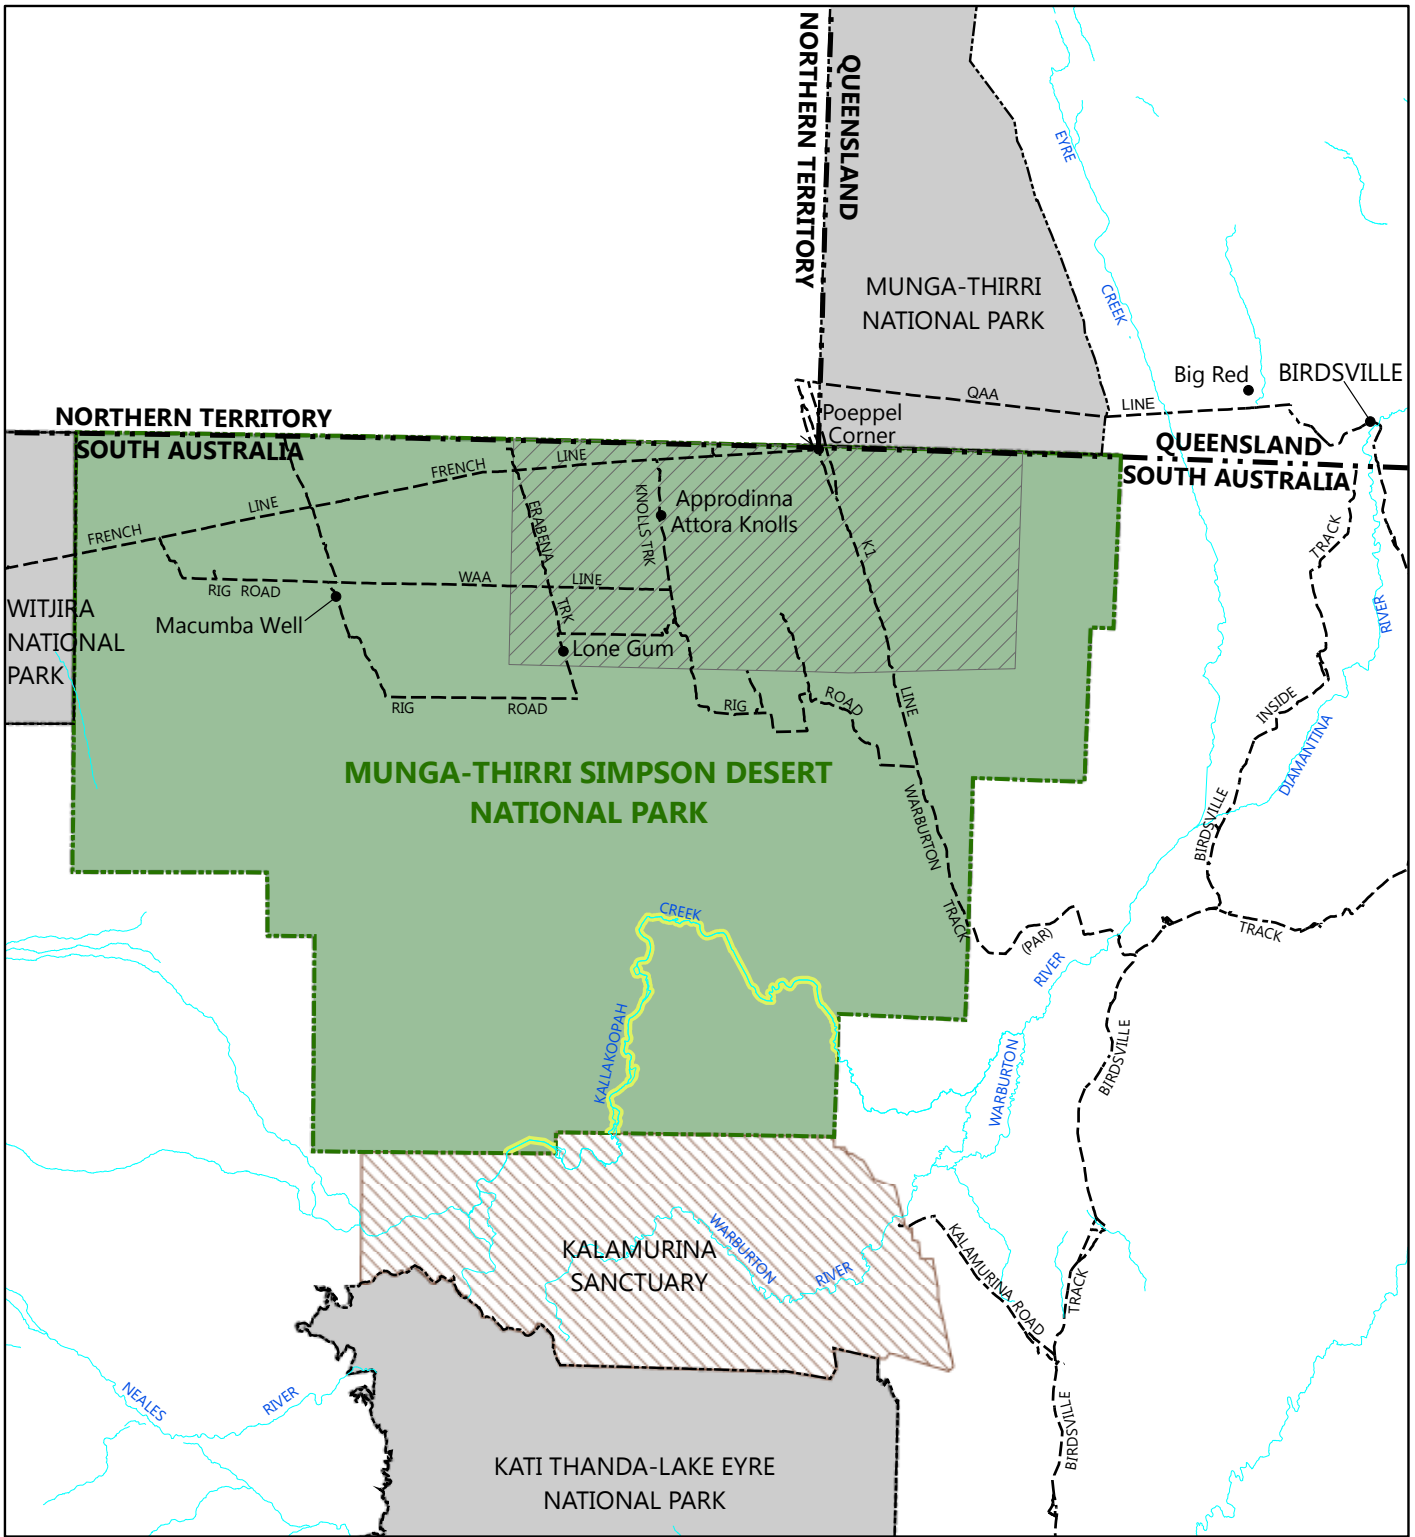 NORTHERN TERRITORY
QUEENSLAND
EYRE
CREEK
MUNGA-THIRRI
NATIONAL PARK
Big Red
BIRDSVILLE
QAA
LINE
Poeppel
Corner
NORTHERN TERRITORY
SOUTH AUSTRALIA
QUEENSLAND
SOUTH AUSTRALIA
FRENCH
LINE
FRENCH
LINE
ERABENA
TRK
KNOLLS TRK
Approdinna
Attora Knolls
K1
LINE
WAA
LINE
RIG ROAD
Macumba Well
Lone Gum
RIG
ROAD
RIG
ROAD
WITJIRA
NATIONAL
PARK
TRACK
RIVER
INSIDE
DIAMANTINA
BIRDSVILLE
MUNGA-THIRRI SIMPSON DESERT
NATIONAL PARK
WARBURTON
TRACK
(PAR)
TRACK
CREEK
KALLAKOOPAH
RIVER
WARBURTON
BIRDSVILLE
KALAMURINA
SANCTUARY
WARBURTON
RIVER
KALAMURINA ROAD
TRACK
BIRDSVILLE
NEALES
RIVER
KATI THANDA-LAKE EYRE
NATIONAL PARK